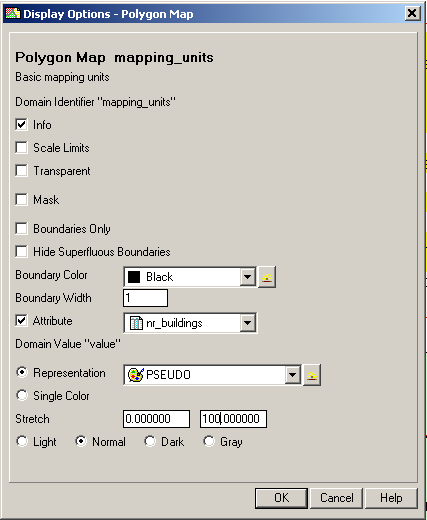 Display Options - Polygon Map
Polygon Map mapping_units
Basic mapping units
Domain Identifier "mapping_units"
Info
Scale Limits
Transparent
Mask
Boundaries Only
Hide Superfluous Boundaries
Boundary Color Black
Boundary Width 1
Attribute nr_buildings
Domain Value "value"
Representation PSEUDO
Single Color
Stretch 0.000000 100.000000
Light Normal Dark Gray
OK Cancel Help